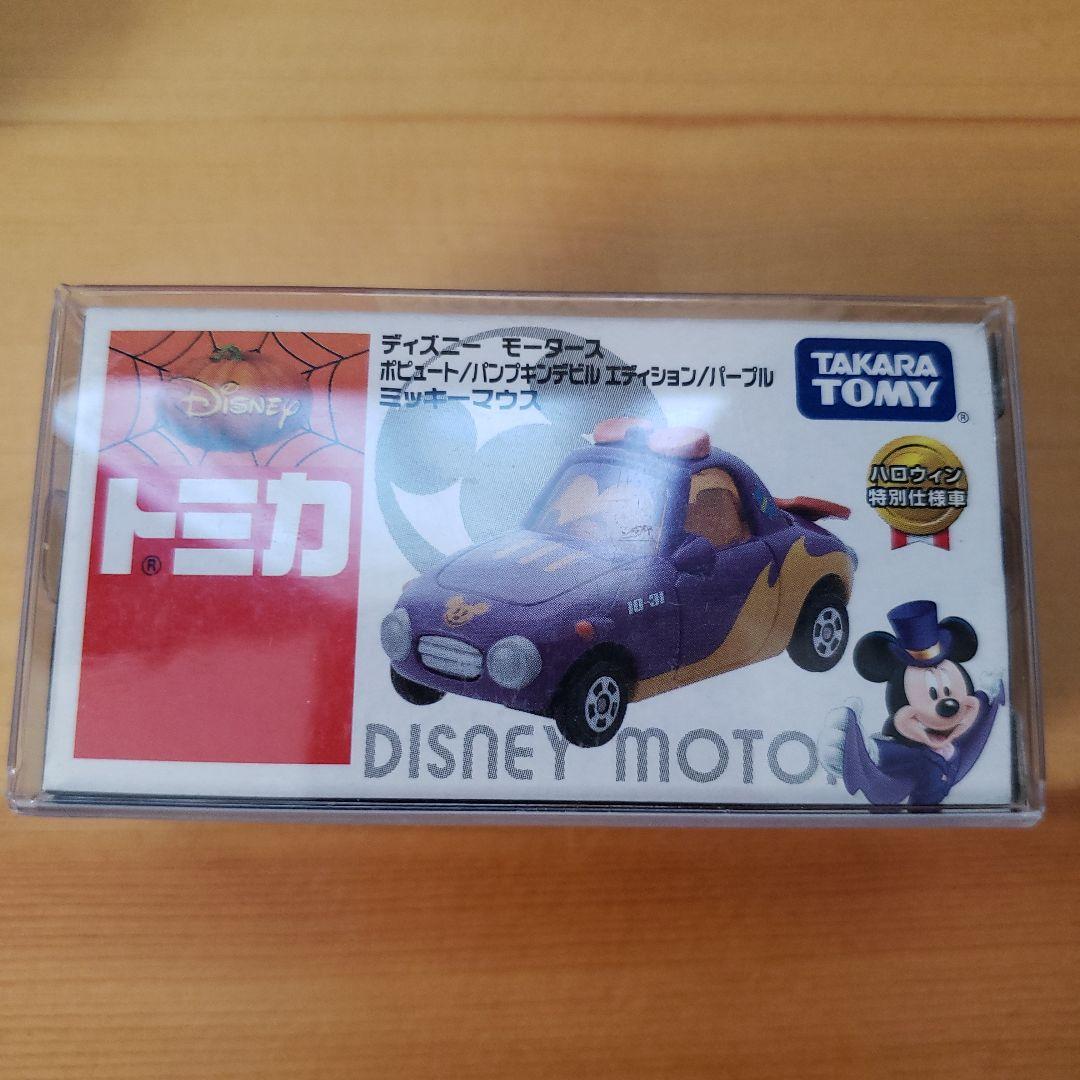 Disney
トミカ®
ディズニー モータース
ポピュート/パンプキンデビル エディション/パープル
ミッキーマウス
TAKARA
TOMY®
ハロウィン
特別仕様車
10-31
DISNEY MOTO